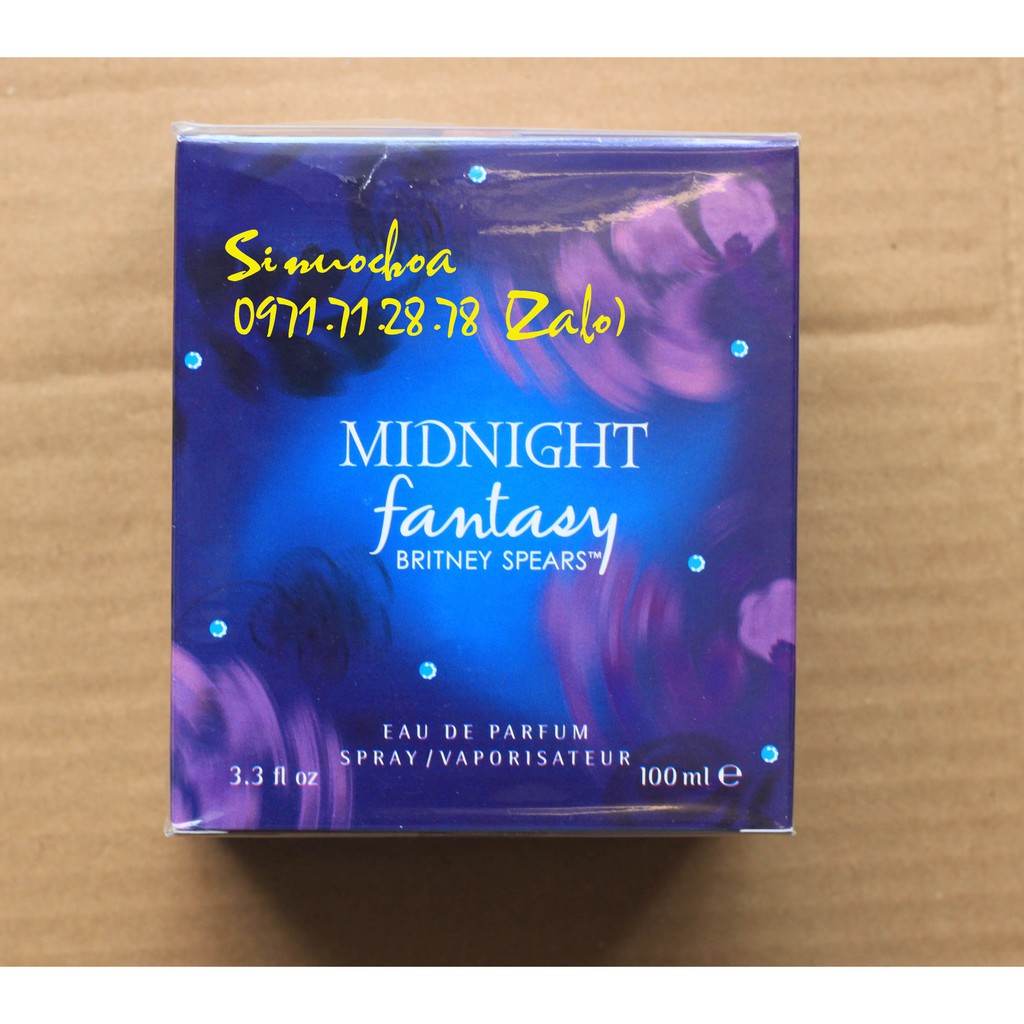 Sinuochoa
0971.71.28.78 (Zalo)
MIDNIGHT
fantasy
BRITNEY SPEARS™
EAU DE PARFUM
SPRAY/VAPORISATEUR
3.3 fl oz 100 ml ℮